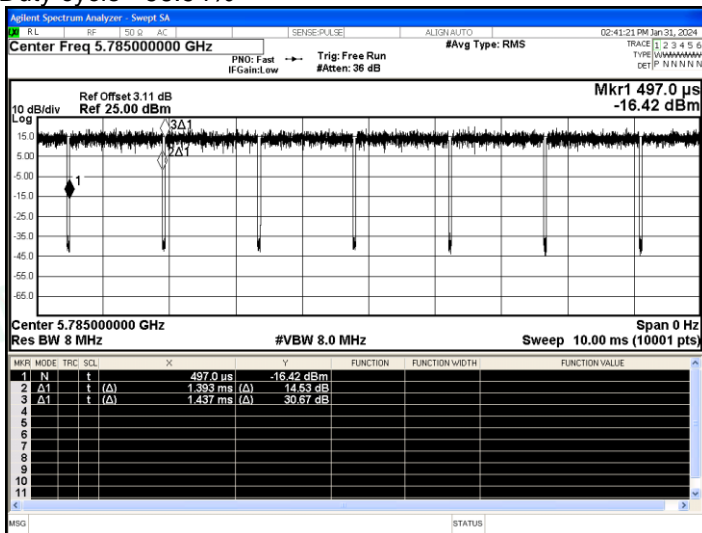 Agilent Spectrum Analyzer - Swept SA
RL RF 50 Ω AC SENSE:PULSE ALIGN AUTO 02:41:21 PM Jan 31, 2024
Center Freq 5.785000000 GHz #Avg Type: RMS TRACE 1 2 3 4 5 6
PNO: Fast Trig: Free Run TYPE WWWWWW
IFGain:Low #Atten: 36 dB DET P N N N N N
Ref Offset 3.11 dB Mkr1 497.0 µs
10 dB/div Ref 25.00 dBm -16.42 dBm
Log
15.0
5.00
-5.00
-15.0
-25.0
-35.0
-45.0
-55.0
-65.0
3Δ1
2Δ1
1
Center 5.785000000 GHz Span 0 Hz
Res BW 8 MHz #VBW 8.0 MHz Sweep 10.00 ms (10001 pts)
MKR MODE TRC SCL X Y FUNCTION FUNCTION WIDTH FUNCTION VALUE
1 N t 497.0 µs -16.42 dBm
2 Δ1 t (Δ) 1.393 ms (Δ) 14.53 dB
3 Δ1 t (Δ) 1.437 ms (Δ) 30.67 dB
4
5
6
7
8
9
10
11
MSG STATUS